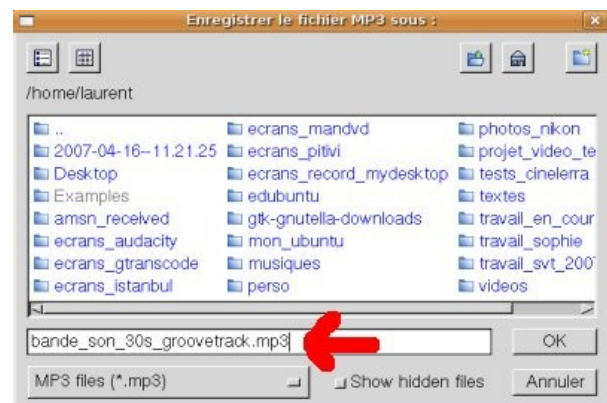 Enregistrer le fichier MP3 sous :
/home/laurent
.. ecrans_mandvd photos_nikon
2007-04-16--11.21.25 ecrans_pitivi projet_video_te
Desktop ecrans_record_mydesktop tests_cinelerra
Examples edubuntu textes
amsn_received gtk-gnutella-downloads travail_en_cour
ecrans_audacity mon_ubuntu travail_sophie
ecrans_gtranscode musiques travail_svt_200
ecrans_istanbul perso videos
bande_son_30s_groovetrack.mp3 OK
MP3 files (*.mp3) Show hidden files Annuler